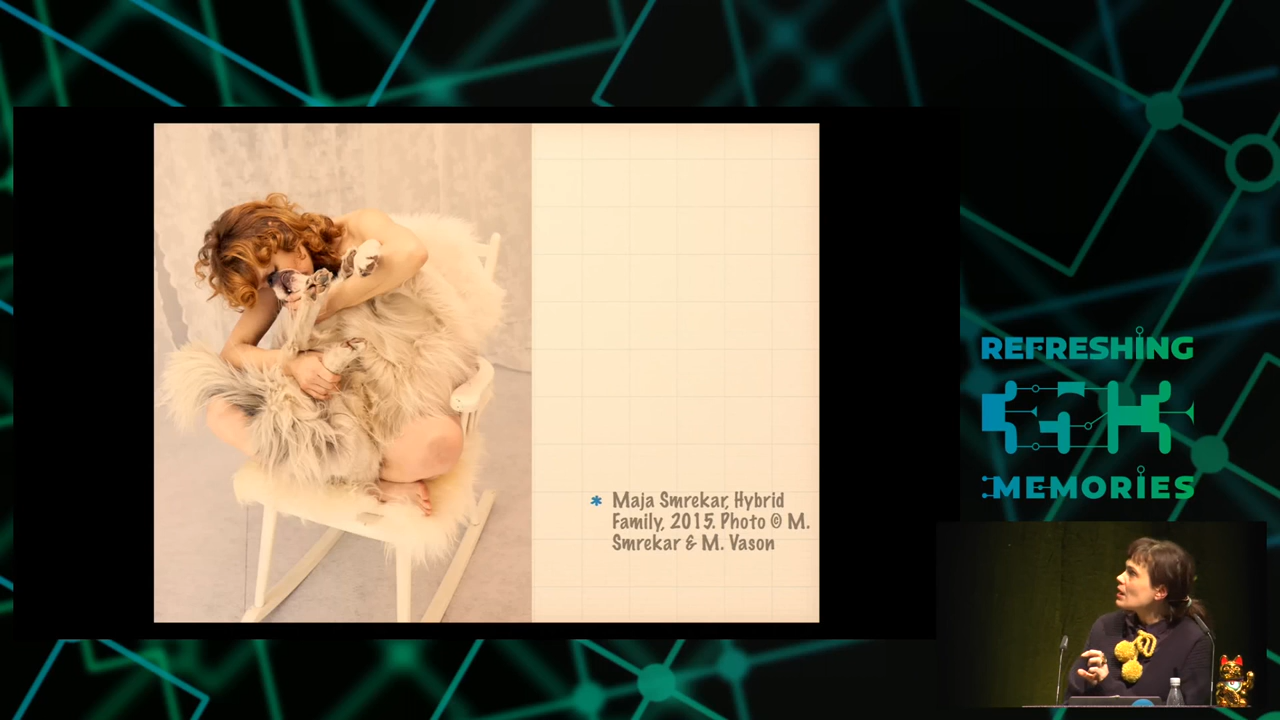 * Maja Smrekar, Hybrid
Family, 2015. Photo © M.
Smrekar & M. Vason
REFRESHING
MEMORIES